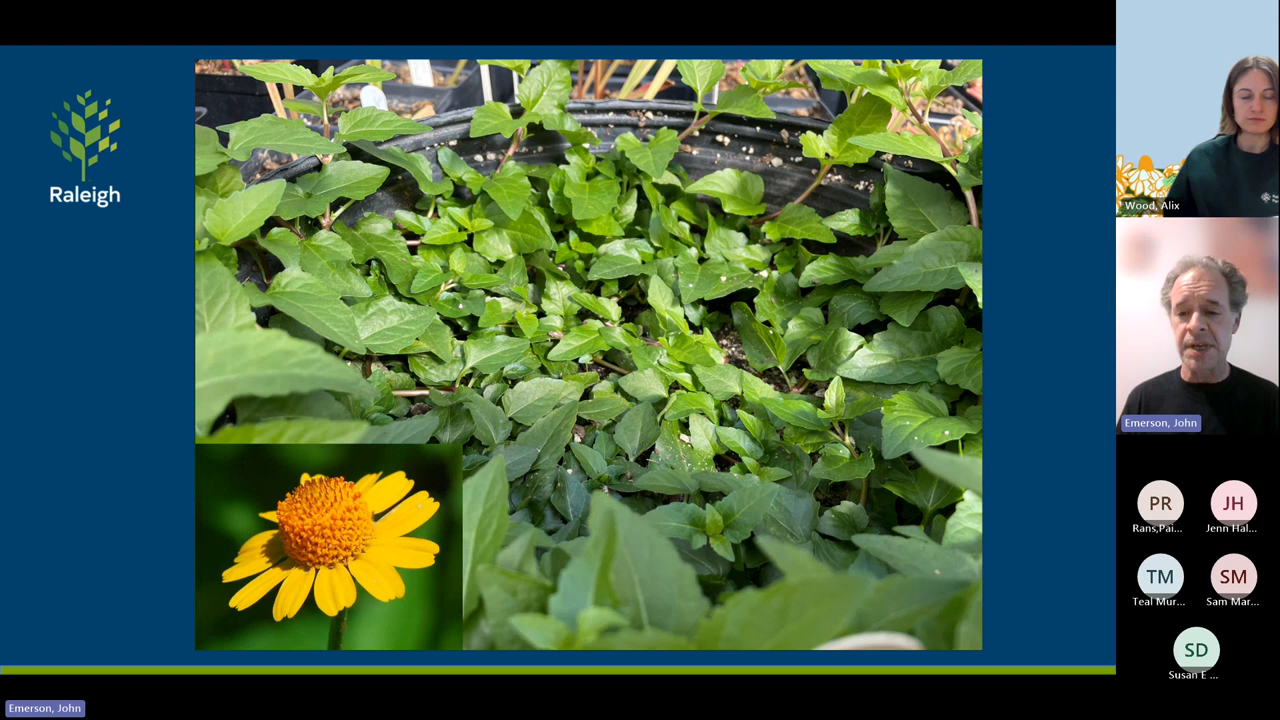 Raleigh
Wood, Alix
Emerson, John
PR
JH
Rans,Pai...
Jenn Hal...
TM
SM
Teal Mur...
Sam Mar...
SD
Susan E ...
Emerson, John